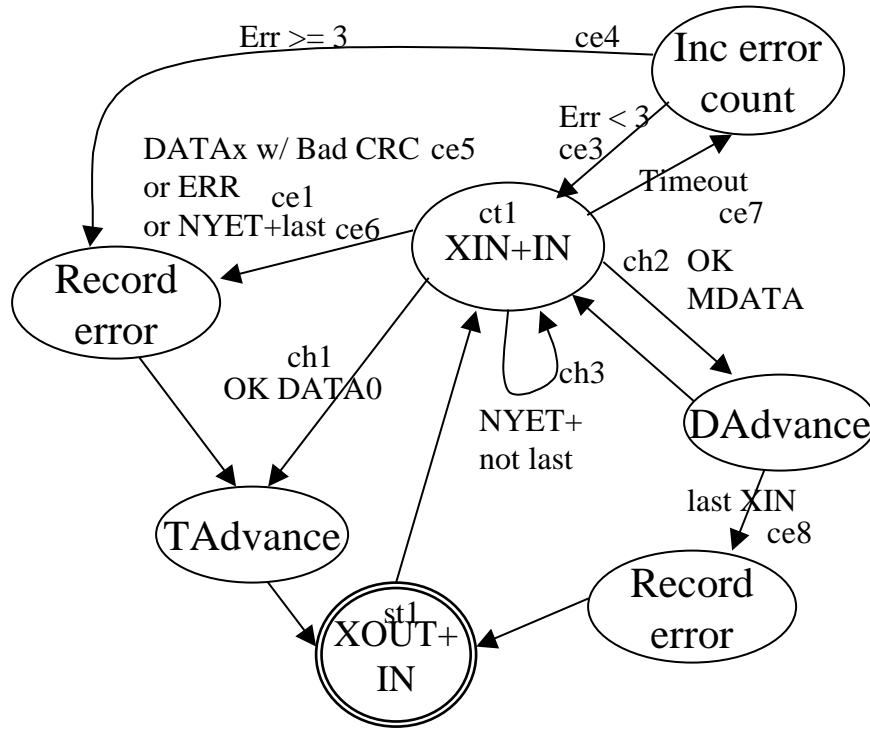 Err >= 3
ce4
Inc error
count
Err < 3
ce3
DATAx w/ Bad CRC ce5
or ERR
ce1
or NYET+last ce6
Timeout
ce7
ct1
XIN+IN
ch2 OK
MDATA
Record
error
ch1
OK DATA0
ch3
NYET+
not last
DAdvance
last XIN
ce8
TAdvance
Record
error
st1
XOUT+
IN